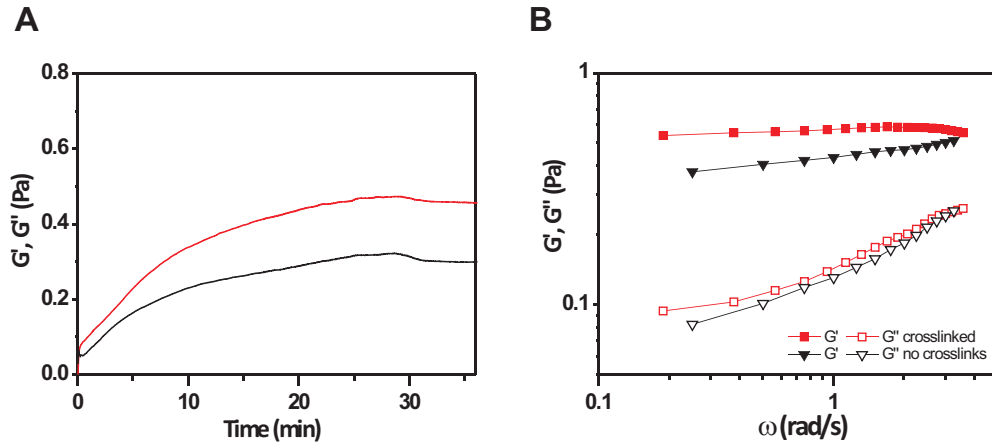 A
B
0.8
0.6
0.4
0.2
0.0
G', G'' (Pa)
0
10
20
30
Time (min)
1
0.1
G', G'' (Pa)
G' G'' crosslinked
G' G'' no crosslinks
0.1
1
ω (rad/s)